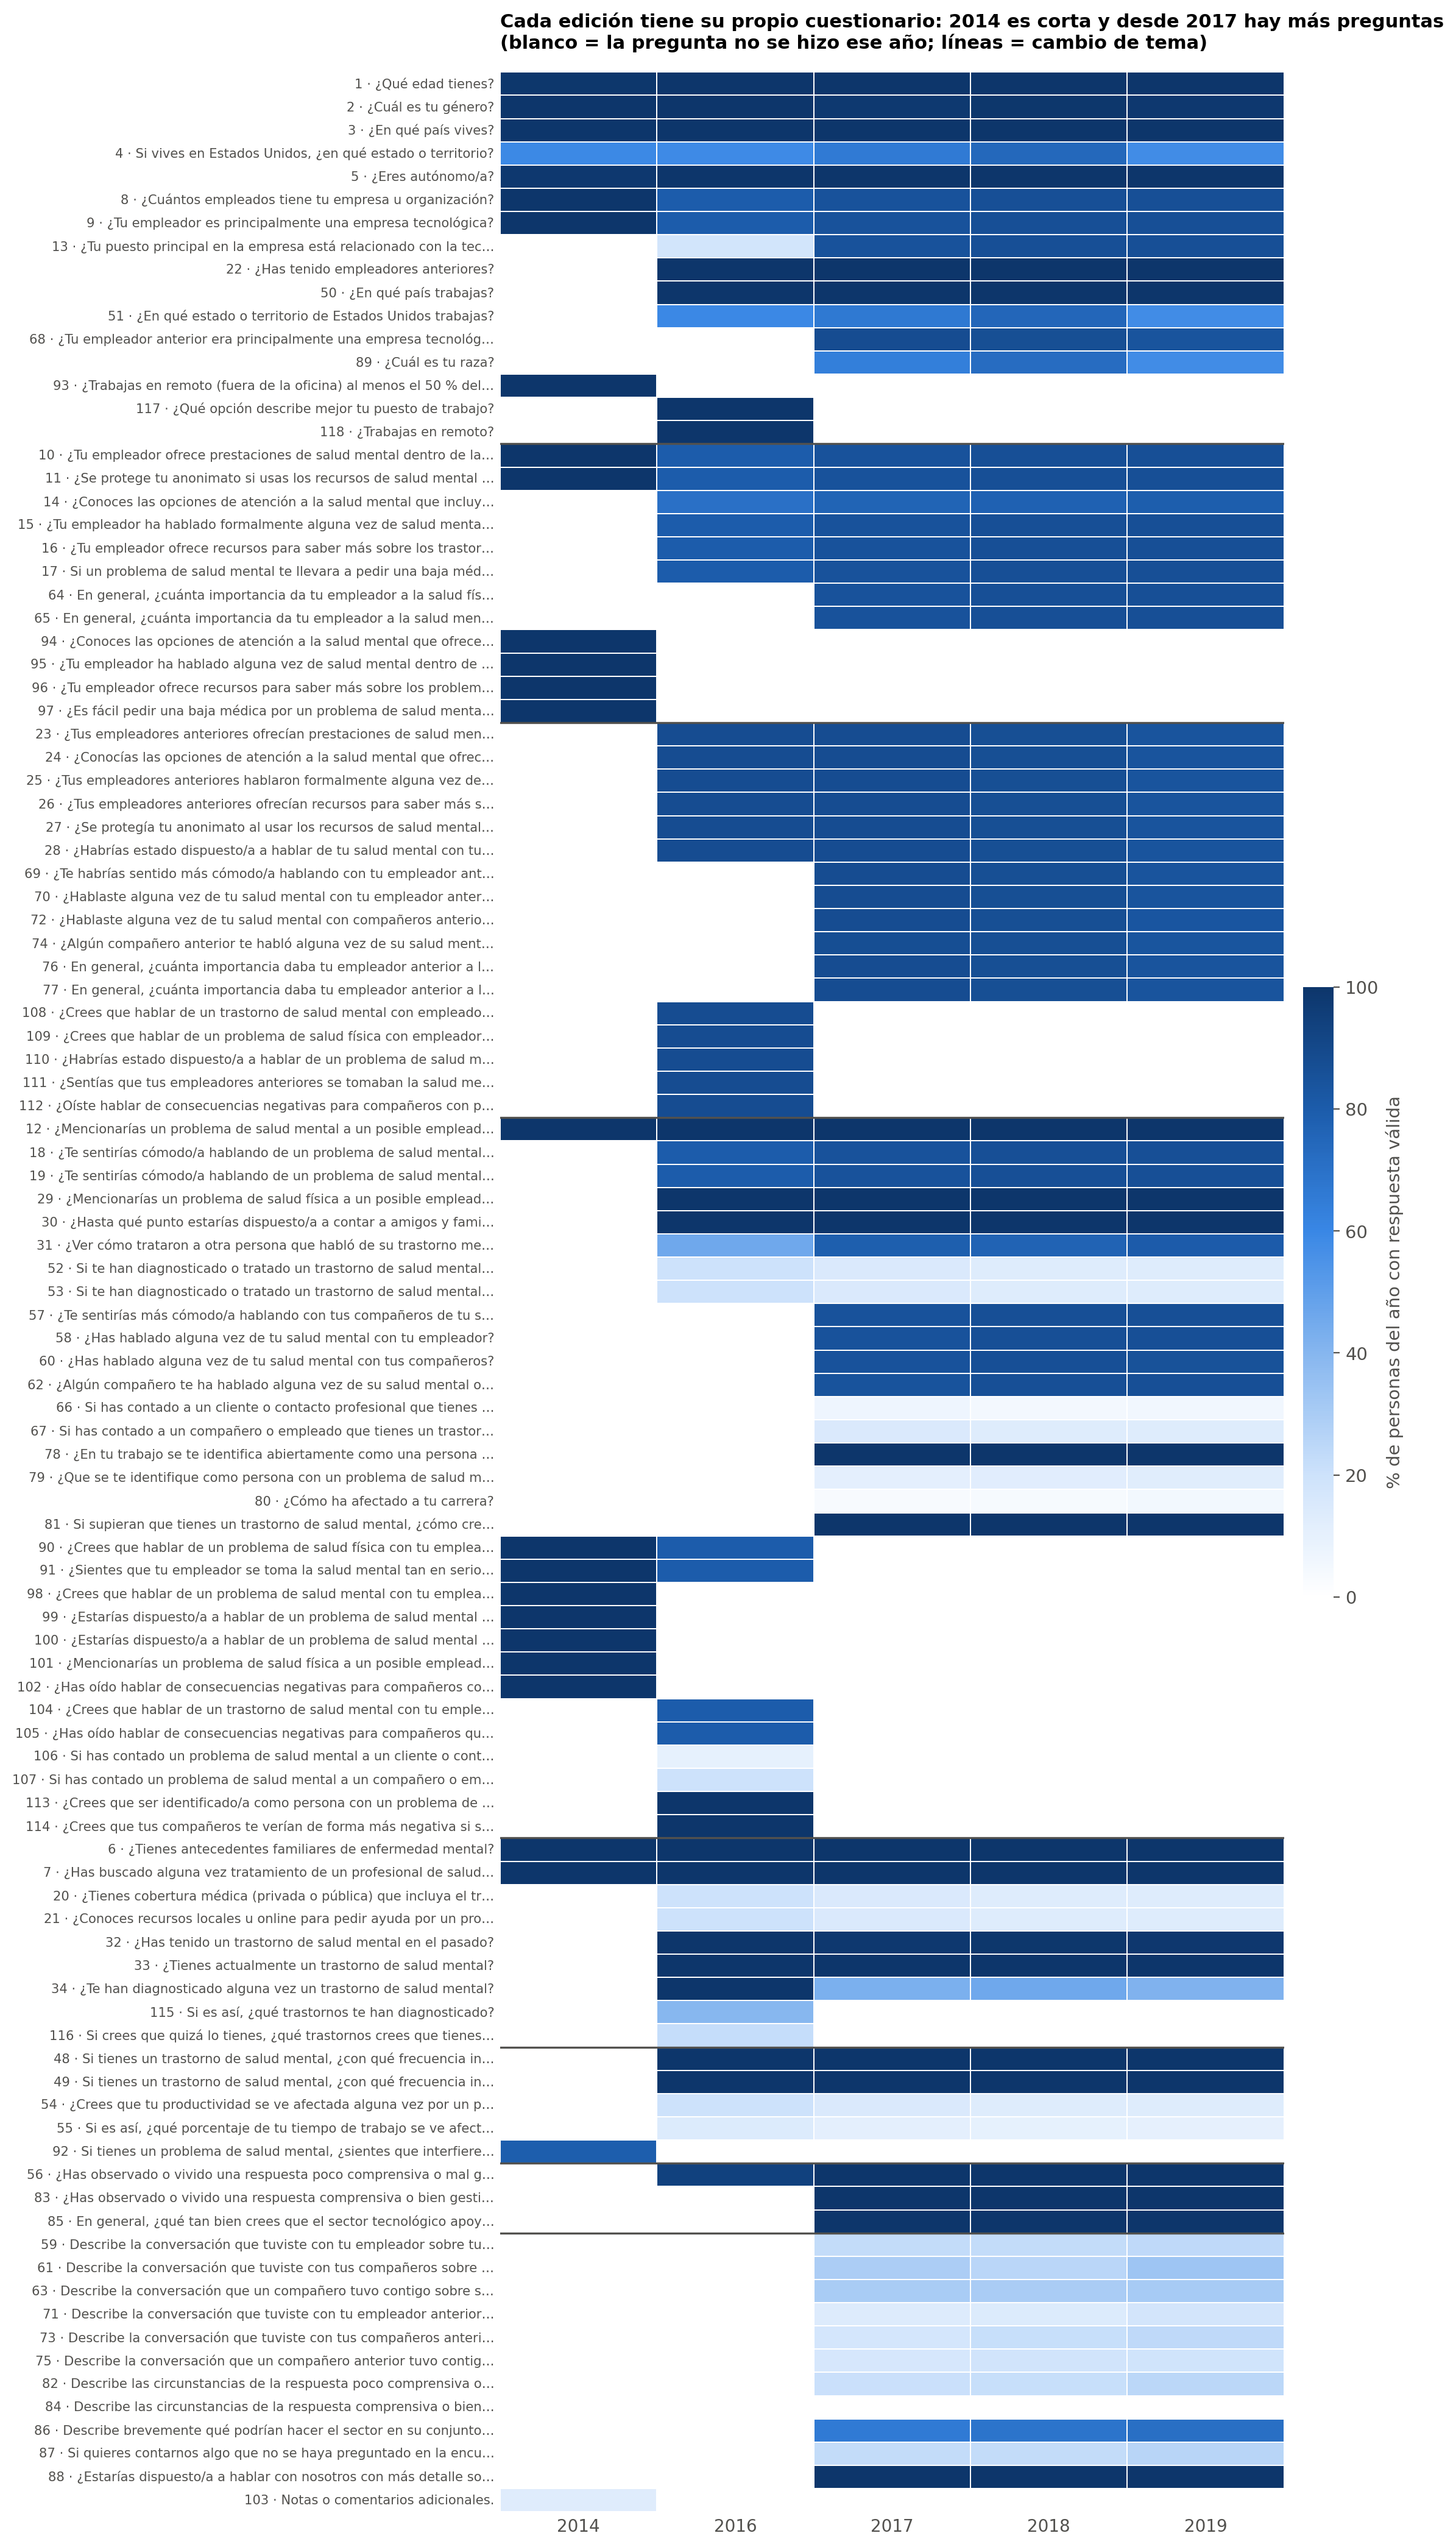 Cada edición tiene su propio cuestionario: 2014 es corta y desde 2017 hay más preguntas
(blanco = la pregunta no se hizo ese año; líneas = cambio de tema)
1 · ¿Qué edad tienes?
2 · ¿Cuál es tu género?
3 · ¿En qué país vives?
4 · Si vives en Estados Unidos, ¿en qué estado o territorio?
5 · ¿Eres autónomo/a?
8 · ¿Cuántos empleados tiene tu empresa u organización?
9 · ¿Tu empleador es principalmente una empresa tecnológica?
13 · ¿Tu puesto principal en la empresa está relacionado con la tec…
22 · ¿Has tenido empleadores anteriores?
50 · ¿En qué país trabajas?
51 · ¿En qué estado o territorio de Estados Unidos trabajas?
68 · ¿Tu empleador anterior era principalmente una empresa tecnológ…
89 · ¿Cuál es tu raza?
93 · ¿Trabajas en remoto (fuera de la oficina) al menos el 50 % del…
117 · ¿Qué opción describe mejor tu puesto de trabajo?
118 · ¿Trabajas en remoto?
10 · ¿Tu empleador ofrece prestaciones de salud mental dentro de la…
11 · ¿Se protege tu anonimato si usas los recursos de salud mental …
14 · ¿Conoces las opciones de atención a la salud mental que incluy…
15 · ¿Tu empleador ha hablado formalmente alguna vez de salud menta…
16 · ¿Tu empleador ofrece recursos para saber más sobre los trastor…
17 · Si un problema de salud mental te llevara a pedir una baja méd…
64 · En general, ¿cuánta importancia da tu empleador a la salud fís…
65 · En general, ¿cuánta importancia da tu empleador a la salud men…
94 · ¿Conoces las opciones de atención a la salud mental que ofrece…
95 · ¿Tu empleador ha hablado alguna vez de salud mental dentro de …
96 · ¿Tu empleador ofrece recursos para saber más sobre los problem…
97 · ¿Es fácil pedir una baja médica por un problema de salud menta…
23 · ¿Tus empleadores anteriores ofrecían prestaciones de salud men…
24 · ¿Conocías las opciones de atención a la salud mental que ofrec…
25 · ¿Tus empleadores anteriores hablaron formalmente alguna vez de…
26 · ¿Tus empleadores anteriores ofrecían recursos para saber más s…
27 · ¿Se protegía tu anonimato al usar los recursos de salud mental…
28 · ¿Habrías estado dispuesto/a a hablar de tu salud mental con tu…
69 · ¿Te habrías sentido más cómodo/a hablando con tu empleador ant…
70 · ¿Hablaste alguna vez de tu salud mental con tu empleador anter…
72 · ¿Hablaste alguna vez de tu salud mental con compañeros anterio…
74 · ¿Algún compañero anterior te habló alguna vez de su salud ment…
76 · En general, ¿cuánta importancia daba tu empleador anterior a l…
77 · En general, ¿cuánta importancia daba tu empleador anterior a l…
108 · ¿Crees que hablar de un trastorno de salud mental con empleado…
109 · ¿Crees que hablar de un problema de salud física con empleador…
110 · ¿Habrías estado dispuesto/a a hablar de un problema de salud m…
111 · ¿Sentías que tus empleadores anteriores se tomaban la salud me…
112 · ¿Oíste hablar de consecuencias negativas para compañeros con p…
12 · ¿Mencionarías un problema de salud mental a un posible emplead…
18 · ¿Te sentirías cómodo/a hablando de un problema de salud mental…
19 · ¿Te sentirías cómodo/a hablando de un problema de salud mental…
29 · ¿Mencionarías un problema de salud física a un posible emplead…
30 · ¿Hasta qué punto estarías dispuesto/a a contar a amigos y fami…
31 · ¿Ver cómo trataron a otra persona que habló de su trastorno me…
52 · Si te han diagnosticado o tratado un trastorno de salud mental…
53 · Si te han diagnosticado o tratado un trastorno de salud mental…
57 · ¿Te sentirías más cómodo/a hablando con tus compañeros de tu s…
58 · ¿Has hablado alguna vez de tu salud mental con tu empleador?
60 · ¿Has hablado alguna vez de tu salud mental con tus compañeros?
62 · ¿Algún compañero te ha hablado alguna vez de su salud mental o…
66 · Si has contado a un cliente o contacto profesional que tienes …
67 · Si has contado a un compañero o empleado que tienes un trastor…
78 · ¿En tu trabajo se te identifica abiertamente como una persona …
79 · ¿Que se te identifique como persona con un problema de salud m…
80 · ¿Cómo ha afectado a tu carrera?
81 · Si supieran que tienes un trastorno de salud mental, ¿cómo cre…
90 · ¿Crees que hablar de un problema de salud física con tu emplea…
91 · ¿Sientes que tu empleador se toma la salud mental tan en serio…
98 · ¿Crees que hablar de un problema de salud mental con tu emplea…
99 · ¿Estarías dispuesto/a a hablar de un problema de salud mental …
100 · ¿Estarías dispuesto/a a hablar de un problema de salud mental …
101 · ¿Mencionarías un problema de salud física a un posible emplead…
102 · ¿Has oído hablar de consecuencias negativas para compañeros co…
104 · ¿Crees que hablar de un trastorno de salud mental con tu emple…
105 · ¿Has oído hablar de consecuencias negativas para compañeros qu…
106 · Si has contado un problema de salud mental a un cliente o cont…
107 · Si has contado un problema de salud mental a un compañero o em…
113 · ¿Crees que ser identificado/a como persona con un problema de …
114 · ¿Crees que tus compañeros te verían de forma más negativa si s…
6 · ¿Tienes antecedentes familiares de enfermedad mental?
7 · ¿Has buscado alguna vez tratamiento de un profesional de salud…
20 · ¿Tienes cobertura médica (privada o pública) que incluya el tr…
21 · ¿Conoces recursos locales u online para pedir ayuda por un pro…
32 · ¿Has tenido un trastorno de salud mental en el pasado?
33 · ¿Tienes actualmente un trastorno de salud mental?
34 · ¿Te han diagnosticado alguna vez un trastorno de salud mental?
115 · Si es así, ¿qué trastornos te han diagnosticado?
116 · Si crees que quizá lo tienes, ¿qué trastornos crees que tienes…
48 · Si tienes un trastorno de salud mental, ¿con qué frecuencia in…
49 · Si tienes un trastorno de salud mental, ¿con qué frecuencia in…
54 · ¿Crees que tu productividad se ve afectada alguna vez por un p…
55 · Si es así, ¿qué porcentaje de tu tiempo de trabajo se ve afect…
92 · Si tienes un problema de salud mental, ¿sientes que interfiere…
56 · ¿Has observado o vivido una respuesta poco comprensiva o mal g…
83 · ¿Has observado o vivido una respuesta comprensiva o bien gesti…
85 · En general, ¿qué tan bien crees que el sector tecnológico apoy…
59 · Describe la conversación que tuviste con tu empleador sobre tu…
61 · Describe la conversación que tuviste con tus compañeros sobre …
63 · Describe la conversación que un compañero tuvo contigo sobre s…
71 · Describe la conversación que tuviste con tu empleador anterior…
73 · Describe la conversación que tuviste con tus compañeros anteri…
75 · Describe la conversación que un compañero anterior tuvo contig…
82 · Describe las circunstancias de la respuesta poco comprensiva o…
84 · Describe las circunstancias de la respuesta comprensiva o bien…
86 · Describe brevemente qué podrían hacer el sector en su conjunto…
87 · Si quieres contarnos algo que no se haya preguntado en la encu…
88 · ¿Estarías dispuesto/a a hablar con nosotros con más detalle so…
103 · Notas o comentarios adicionales.
2014 2016 2017 2018 2019
100
80
60
40
20
0
% de personas del año con respuesta válida